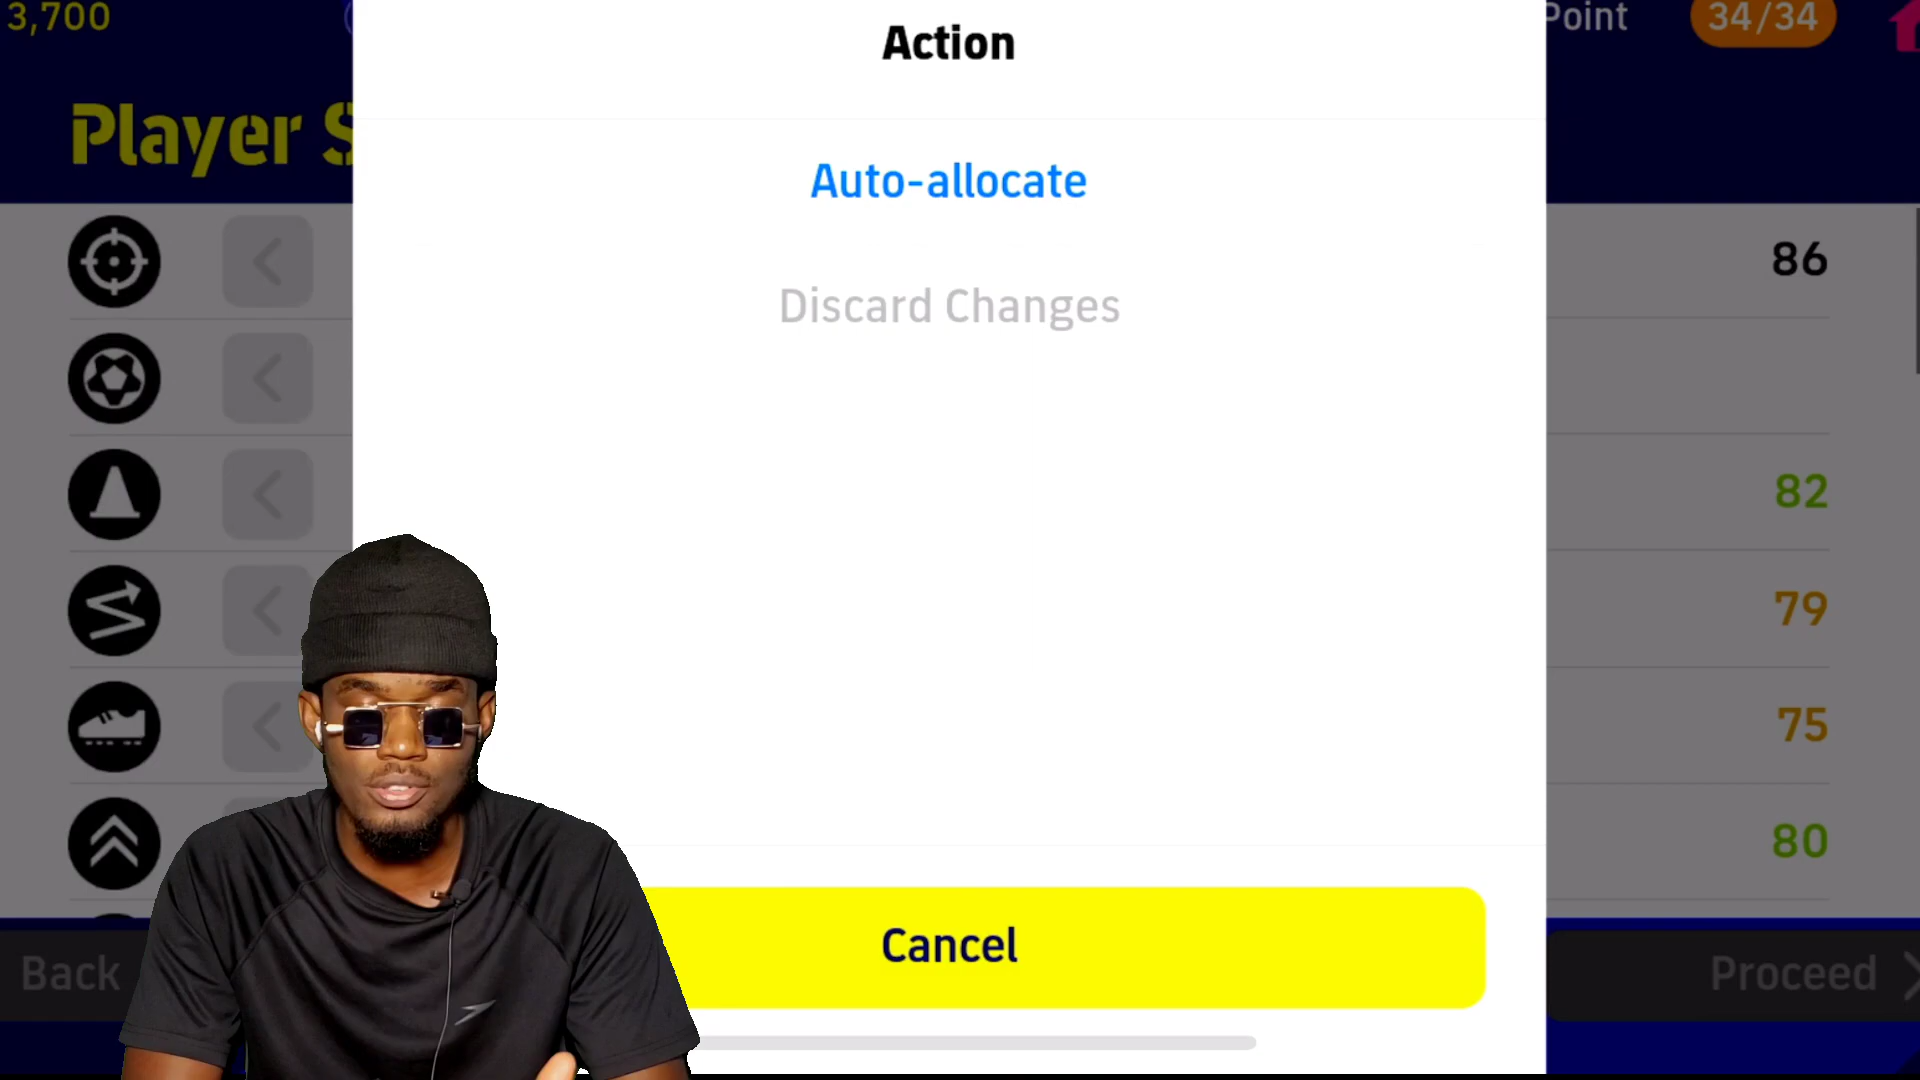 3,700
Point
34/34
Action
Player S
Auto-allocate
86
Discard Changes
82
79
75
80
Cancel
Back
Proceed